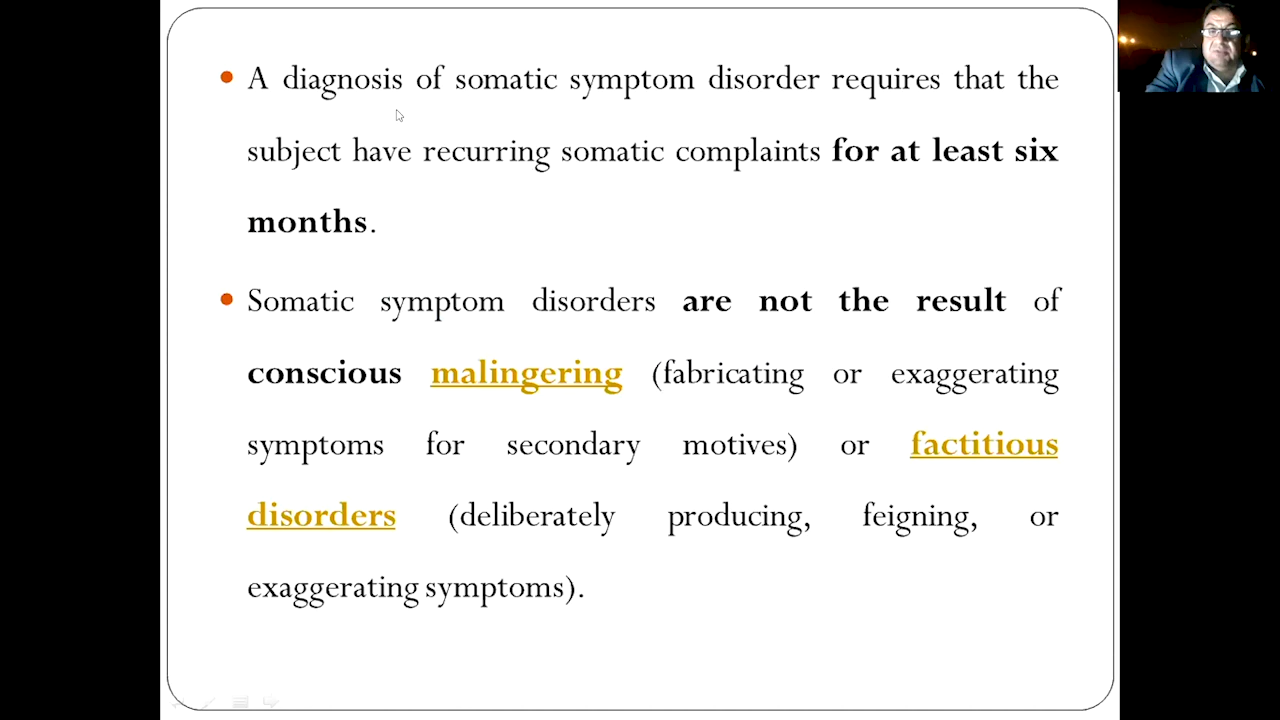 A diagnosis of somatic symptom disorder requires that the
subject have recurring somatic complaints for at least six
months.
Somatic symptom disorders are not the result of
conscious malingering (fabricating or exaggerating
symptoms for secondary motives) or factitious
disorders (deliberately producing, feigning, or
exaggerating symptoms).